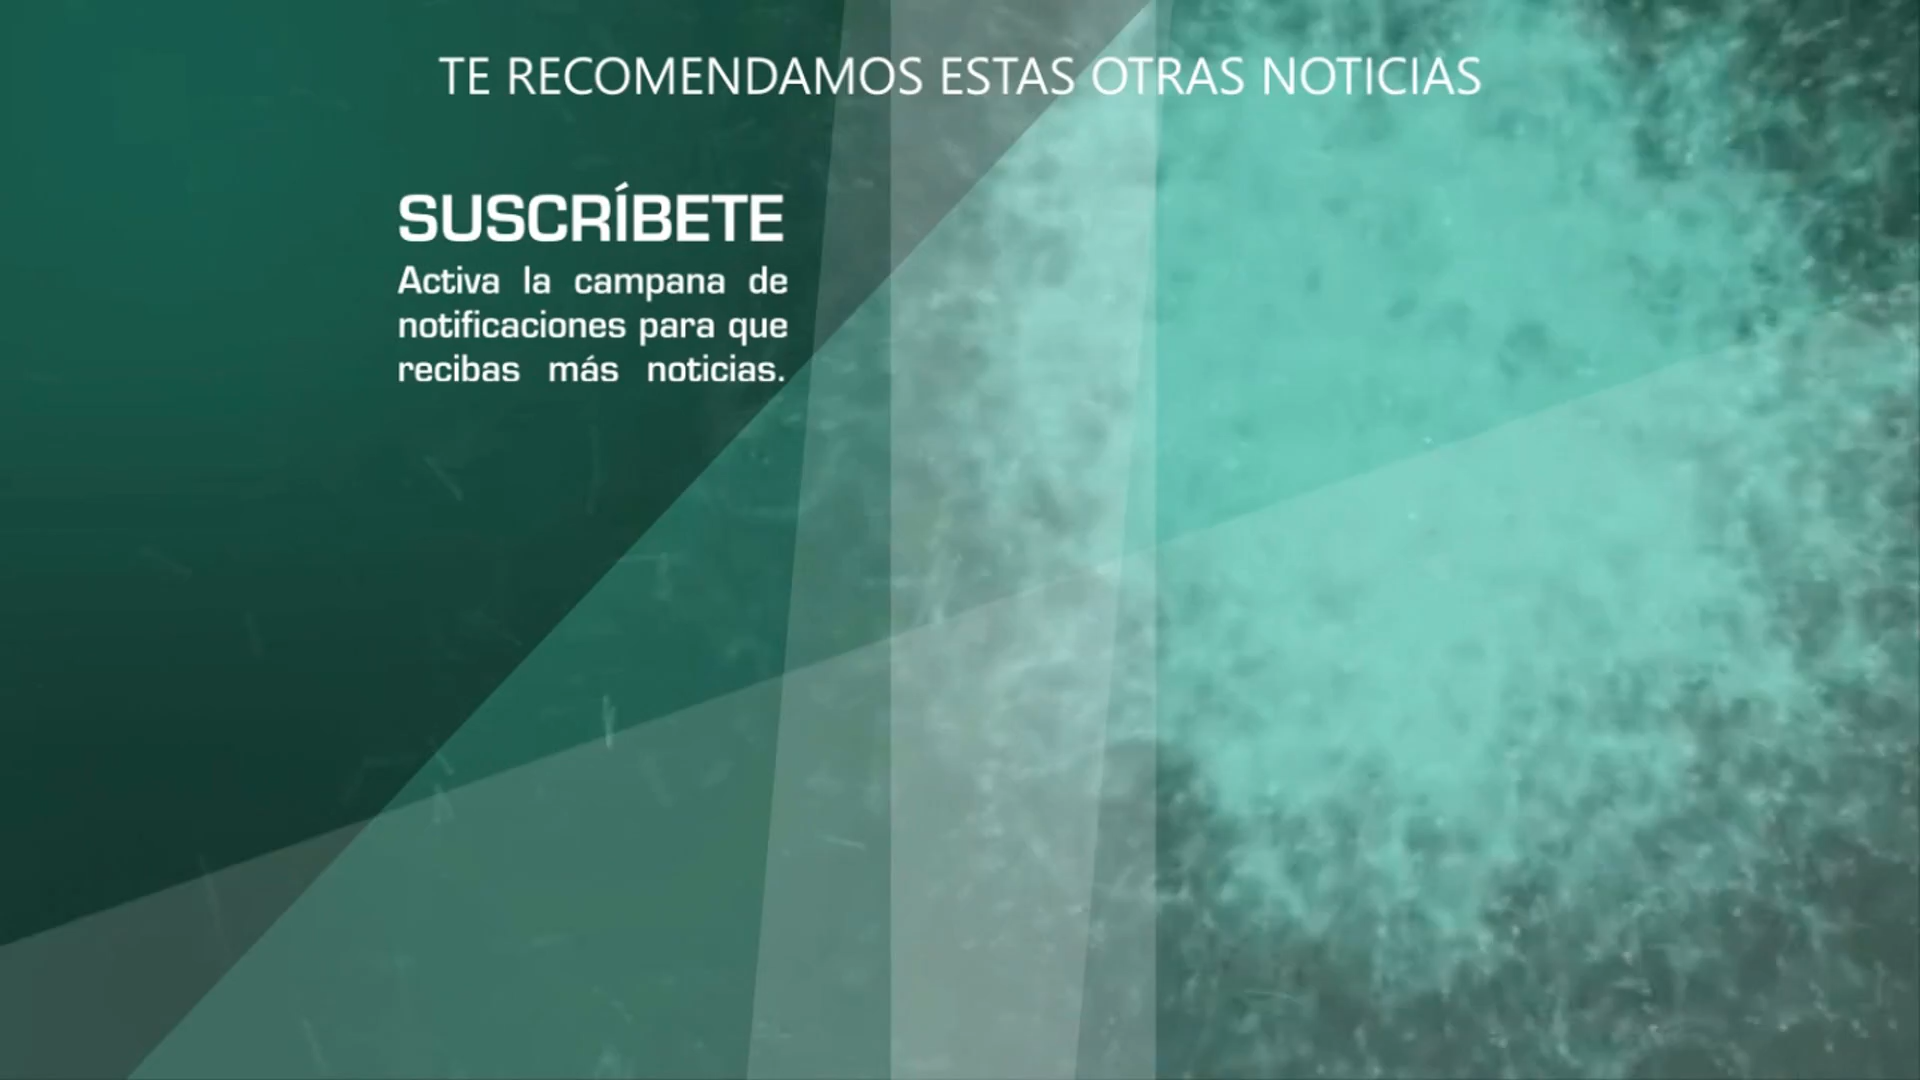 TE RECOMENDAMOS ESTAS OTRAS NOTICIAS
SUSCRÍBETE
Activa la campana de
notificaciones para que
recibas más noticias.